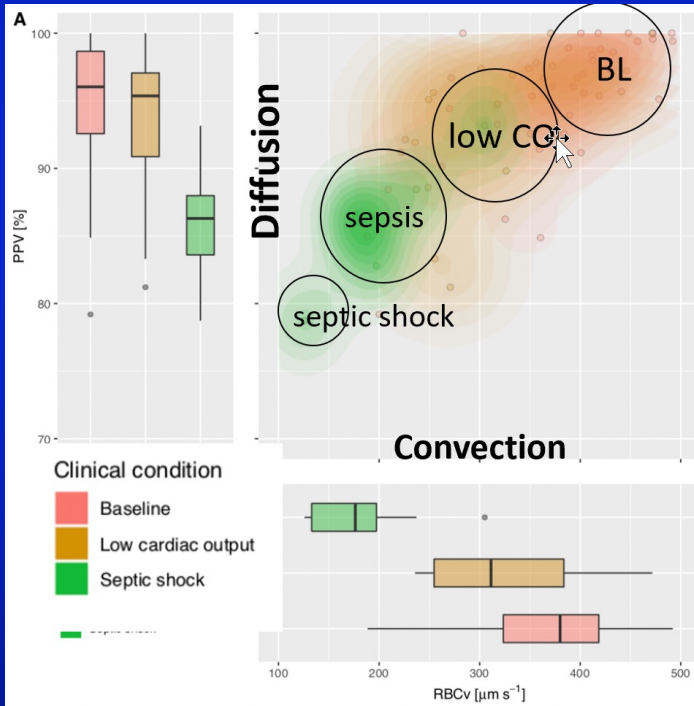 A
100
90
80
70
PPV [%]
Diffusion
BL
low CO
sepsis
septic shock
Convection
Clinical condition
Baseline
Low cardiac output
Septic shock
100
200
300
400
500
RBCv [µm s⁻¹]